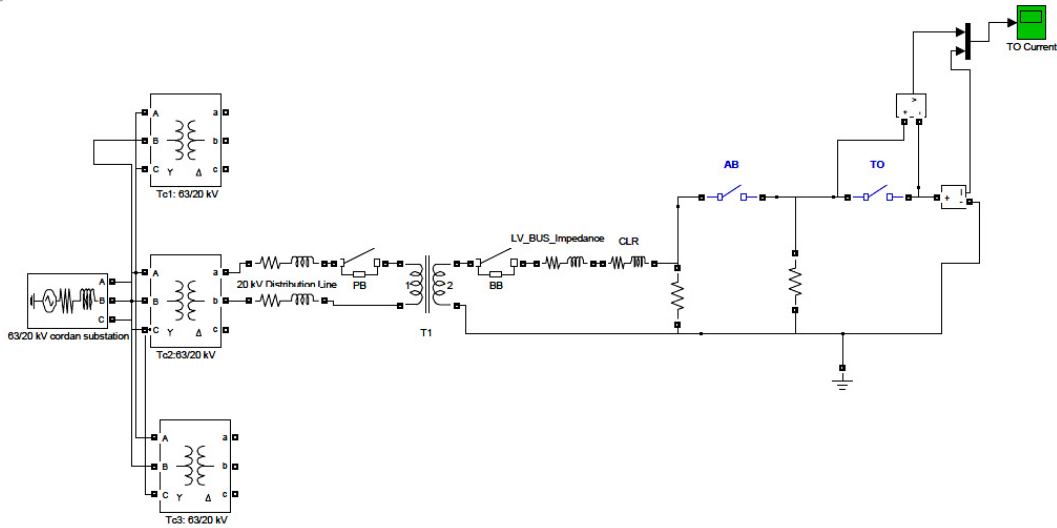 TO Current
V
+ -
A a
B b
C c
Y Δ
Tc1: 63/20 kV
AB
TO
I
+
-
LV_BUS_Impedance
CLR
A
B
C
63/20 kV cordan substation
A a
B b
C c
Y Δ
Tc2:63/20 kV
20 kV Distribution Line
PB
1 2
T1
BB
A a
B b
C c
Y Δ
Tc3: 63/20 kV